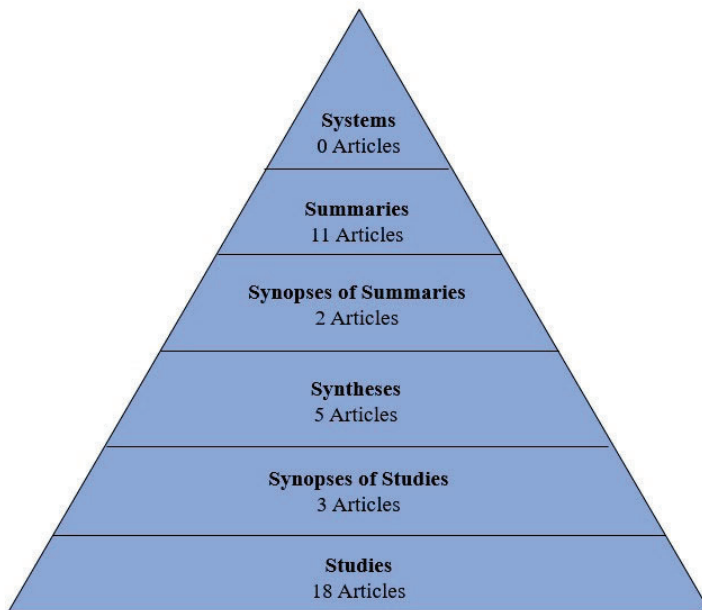 Systems
0 Articles
Summaries
11 Articles
Synopses of Summaries
2 Articles
Syntheses
5 Articles
Synopses of Studies
3 Articles
Studies
18 Articles